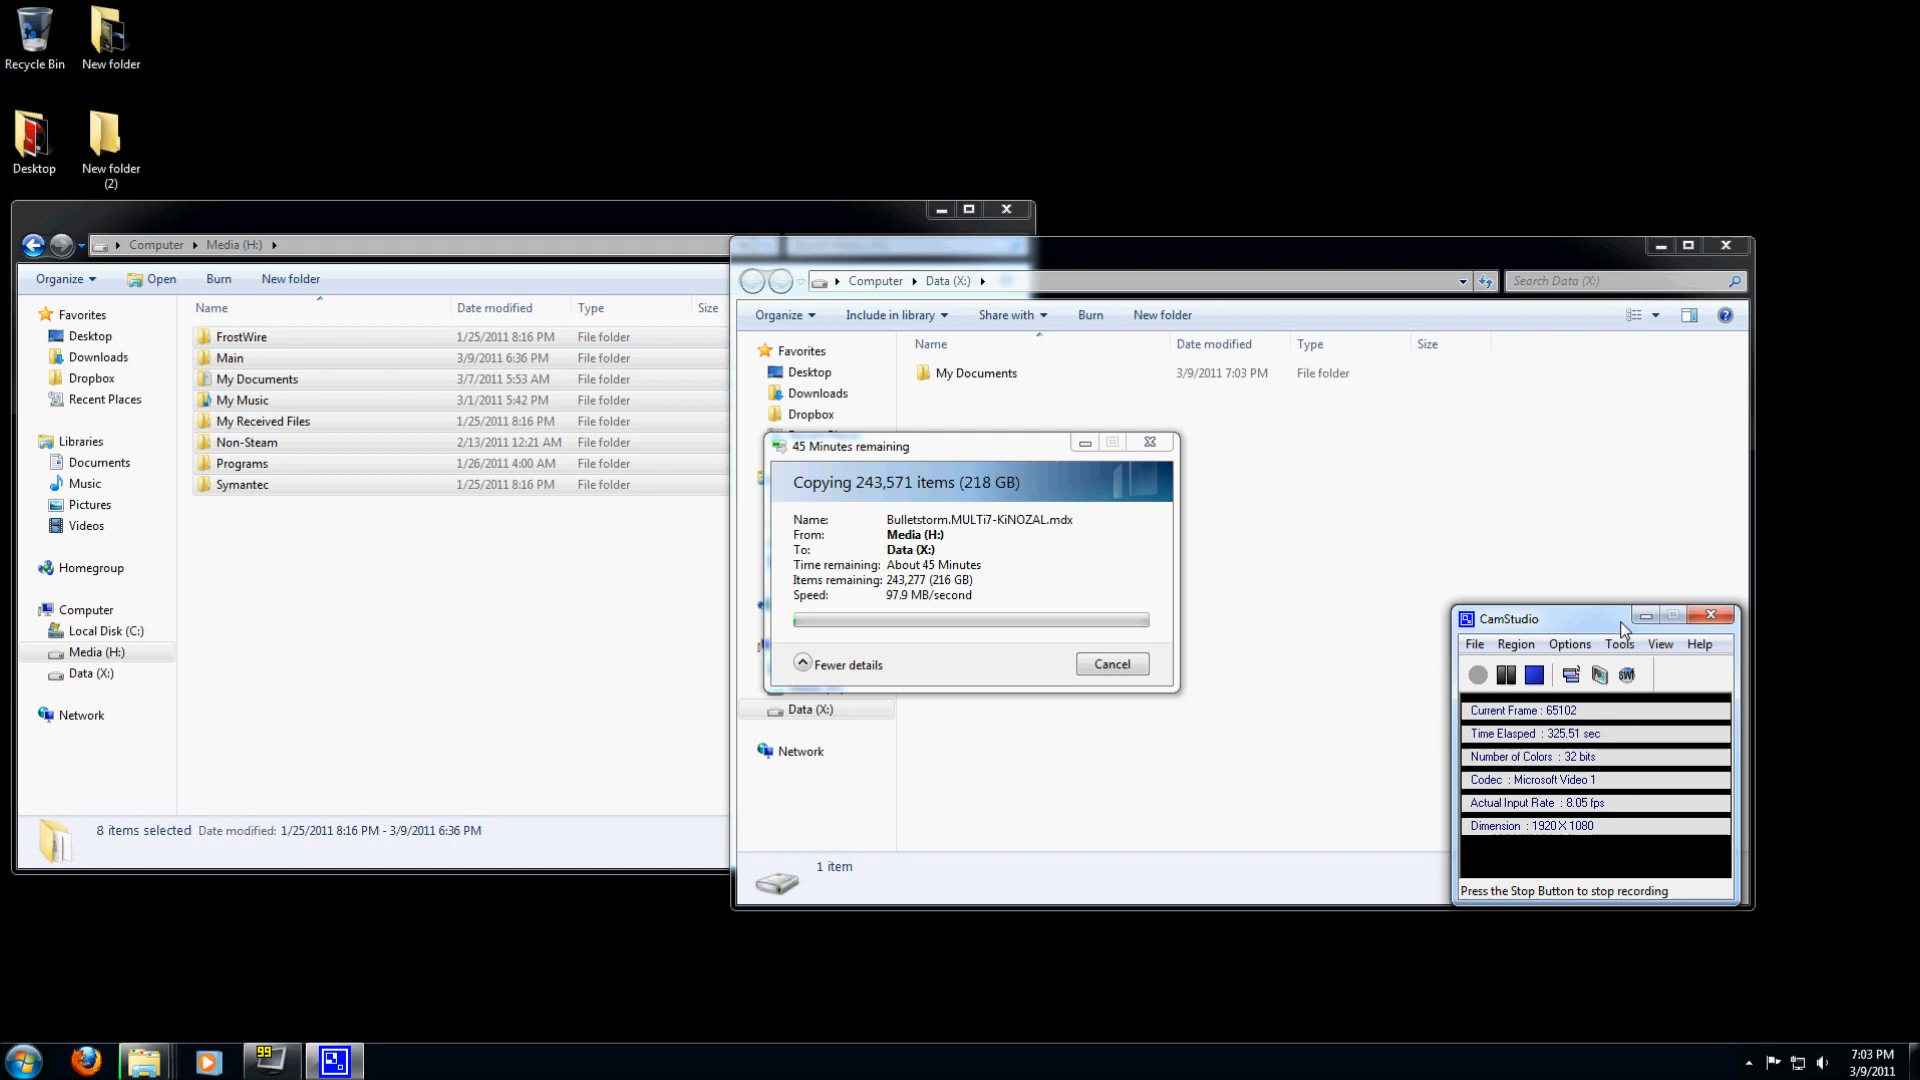 Recycle Bin
New folder
Desktop
New folder
(2)
Computer
Media (H:)
Organize
Open
Burn
New folder
Name
Date modified
Type
Size
Favorites
Desktop
Downloads
Dropbox
Recent Places
Libraries
Documents
Music
Pictures
Videos
Homegroup
Computer
Local Disk (C:)
Media (H:)
Data (X:)
Network
FrostWire 1/25/2011 8:16 PM File folder
Main 3/9/2011 6:36 PM File folder
My Documents 3/7/2011 5:53 AM File folder
My Music 3/1/2011 5:42 PM File folder
My Received Files 1/25/2011 8:16 PM File folder
Non-Steam 2/13/2011 12:21 AM File folder
Programs 1/26/2011 4:00 AM File folder
Symantec 1/25/2011 8:16 PM File folder
8 items selected Date modified: 1/25/2011 8:16 PM - 3/9/2011 6:36 PM
Computer
Data (X:)
Search Data (X:)
Organize
Include in library
Share with
Burn
New folder
Name
Date modified
Type
Size
Favorites
Desktop
Downloads
Dropbox
My Documents 3/9/2011 7:03 PM File folder
45 Minutes remaining
Copying 243,571 items (218 GB)
Name: Bulletstorm.MULTi7-KiNOZAL.mdx
From: Media (H:)
To: Data (X:)
Time remaining: About 45 Minutes
Items remaining: 243,277 (216 GB)
Speed: 97.9 MB/second
Fewer details
Cancel
Data (X:)
Network
1 item
CamStudio
File Region Options Tools View Help
SWF
Current Frame : 65102
Time Elasped : 325.51 sec
Number of Colors : 32 bits
Codec : Microsoft Video 1
Actual Input Rate : 8.05 fps
Dimension : 1920 X 1080
Press the Stop Button to stop recording
99
7:03 PM
3/9/2011